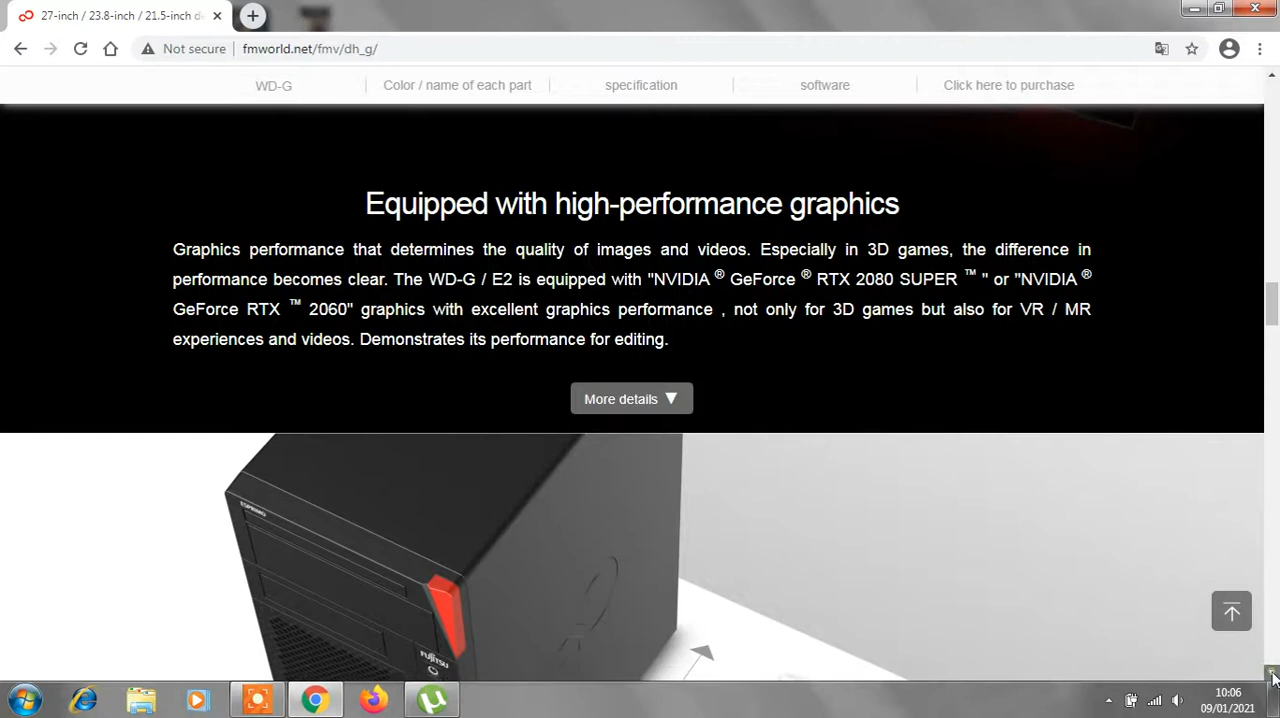 27-inch / 23.8-inch / 21.5-inch de
Not secure
fmworld.net/fmv/dh_g/
WD-G
Color / name of each part
specification
software
Click here to purchase
Equipped with high-performance graphics
Graphics performance that determines the quality of images and videos. Especially in 3D games, the difference in
performance becomes clear. The WD-G / E2 is equipped with "NVIDIA ® GeForce ® RTX 2080 SUPER ™ " or "NVIDIA ®
GeForce RTX ™ 2060" graphics with excellent graphics performance , not only for 3D games but also for VR / MR
experiences and videos. Demonstrates its performance for editing.
More details ▼
ESPRIMO
FUJITSU
10:06
09/01/2021